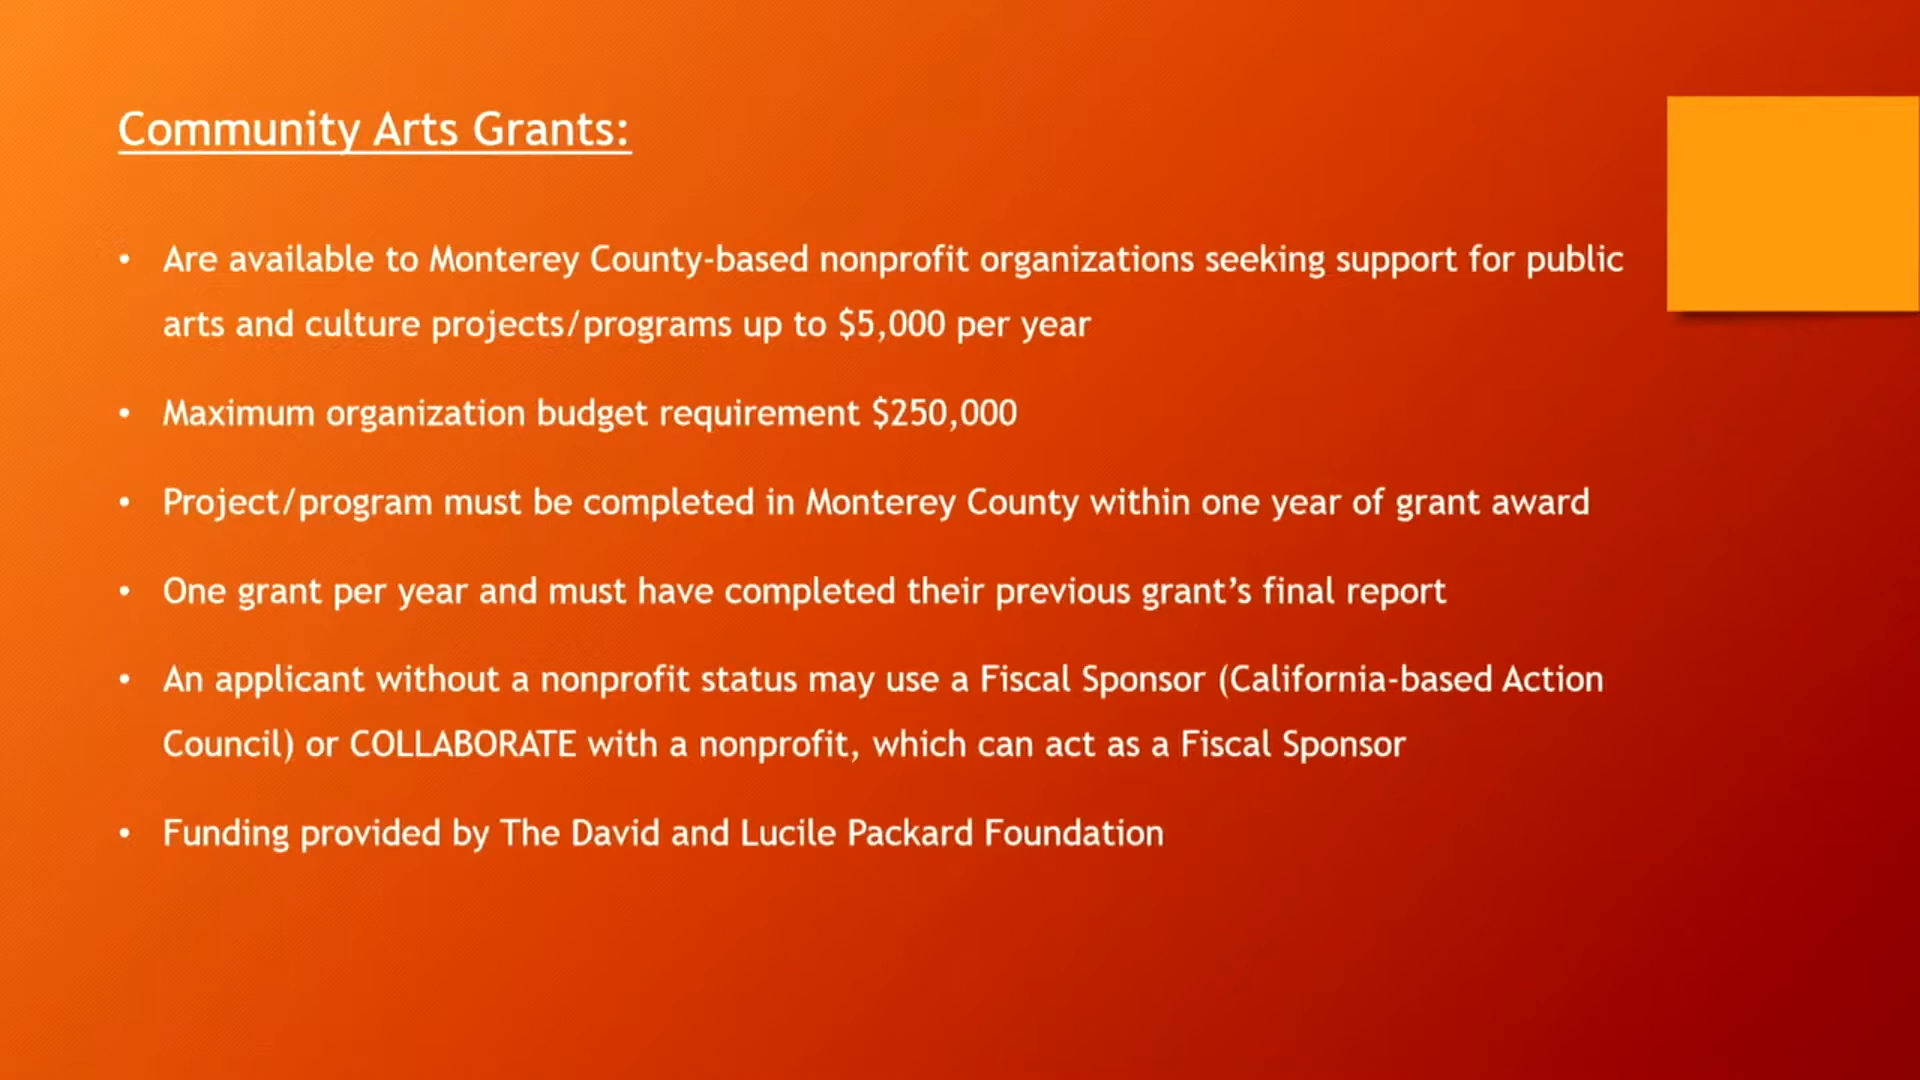 Community Arts Grants:
• Are available to Monterey County-based nonprofit organizations seeking support for public
arts and culture projects/programs up to $5,000 per year
• Maximum organization budget requirement $250,000
• Project/program must be completed in Monterey County within one year of grant award
• One grant per year and must have completed their previous grant’s final report
• An applicant without a nonprofit status may use a Fiscal Sponsor (California-based Action
Council) or COLLABORATE with a nonprofit, which can act as a Fiscal Sponsor
• Funding provided by The David and Lucile Packard Foundation